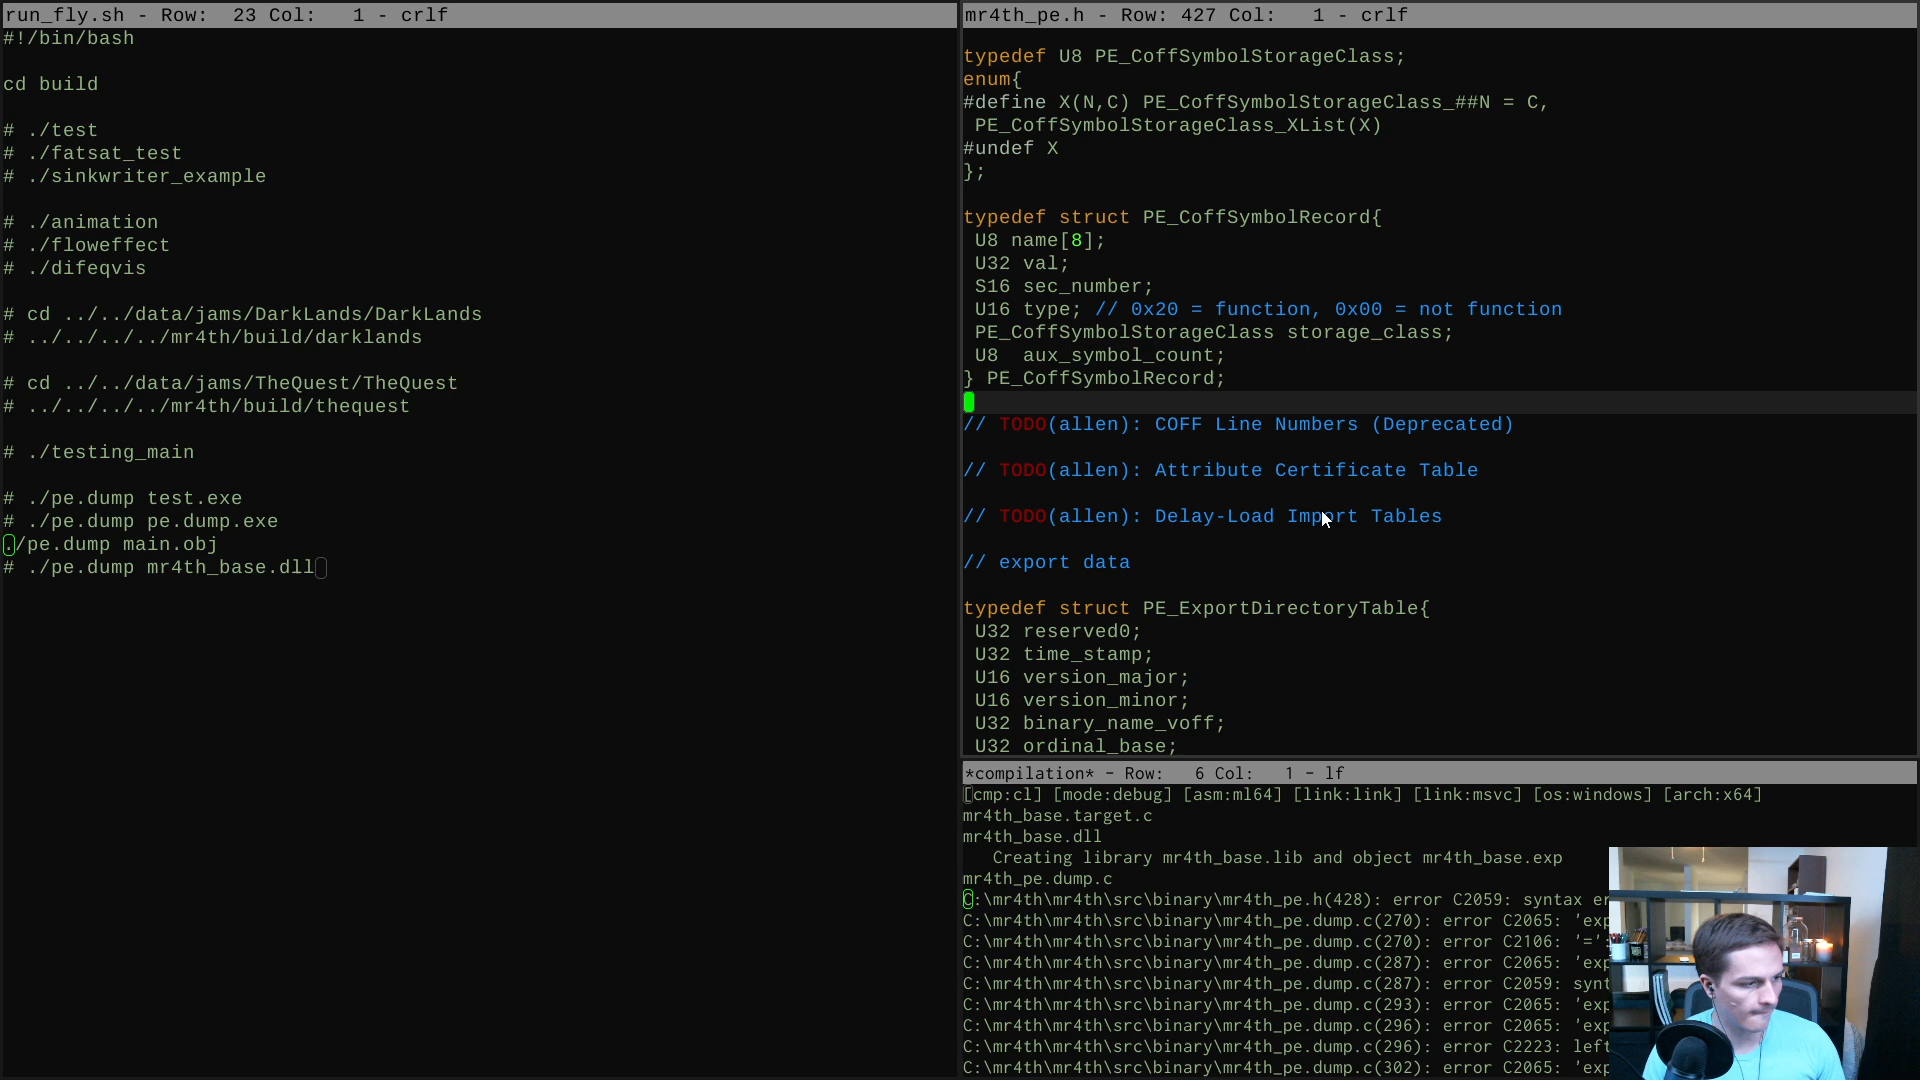 run_fly.sh - Row:  23 Col:   1 - crlf
#!/bin/bash
cd build
# ./test
# ./fatsat_test
# ./sinkwriter_example
# ./animation
# ./floweffect
# ./difeqvis
# cd ../../data/jams/DarkLands/DarkLands
# ../../../../mr4th/build/darklands
# cd ../../data/jams/TheQuest/TheQuest
# ../../../../mr4th/build/thequest
# ./testing_main
# ./pe.dump test.exe
# ./pe.dump pe.dump.exe
./pe.dump main.obj
# ./pe.dump mr4th_base.dll
mr4th_pe.h - Row: 427 Col:   1 - crlf
typedef U8 PE_CoffSymbolStorageClass;
enum{
#define X(N,C) PE_CoffSymbolStorageClass_##N = C,
PE_CoffSymbolStorageClass_XList(X)
#undef X
};
typedef struct PE_CoffSymbolRecord{
U8 name[8];
U32 val;
S16 sec_number;
U16 type; // 0x20 = function, 0x00 = not function
PE_CoffSymbolStorageClass storage_class;
U8  aux_symbol_count;
} PE_CoffSymbolRecord;
// TODO(allen): COFF Line Numbers (Deprecated)
// TODO(allen): Attribute Certificate Table
// TODO(allen): Delay-Load Import Tables
// export data
typedef struct PE_ExportDirectoryTable{
U32 reserved0;
U32 time_stamp;
U16 version_major;
U16 version_minor;
U32 binary_name_voff;
U32 ordinal_base;
*compilation* - Row:   6 Col:   1 - lf
[cmp:cl] [mode:debug] [asm:ml64] [link:link] [link:msvc] [os:windows] [arch:x64]
mr4th_base.target.c
mr4th_base.dll
Creating library mr4th_base.lib and object mr4th_base.exp
mr4th_pe.dump.c
C:\mr4th\mr4th\src\binary\mr4th_pe.h(428): error C2059: syntax er
C:\mr4th\mr4th\src\binary\mr4th_pe.dump.c(270): error C2065: 'exp
C:\mr4th\mr4th\src\binary\mr4th_pe.dump.c(270): error C2106: '=':
C:\mr4th\mr4th\src\binary\mr4th_pe.dump.c(287): error C2065: 'exp
C:\mr4th\mr4th\src\binary\mr4th_pe.dump.c(287): error C2059: synt
C:\mr4th\mr4th\src\binary\mr4th_pe.dump.c(293): error C2065: 'exp
C:\mr4th\mr4th\src\binary\mr4th_pe.dump.c(296): error C2065: 'exp
C:\mr4th\mr4th\src\binary\mr4th_pe.dump.c(296): error C2223: left
C:\mr4th\mr4th\src\binary\mr4th_pe.dump.c(302): error C2065: 'exp